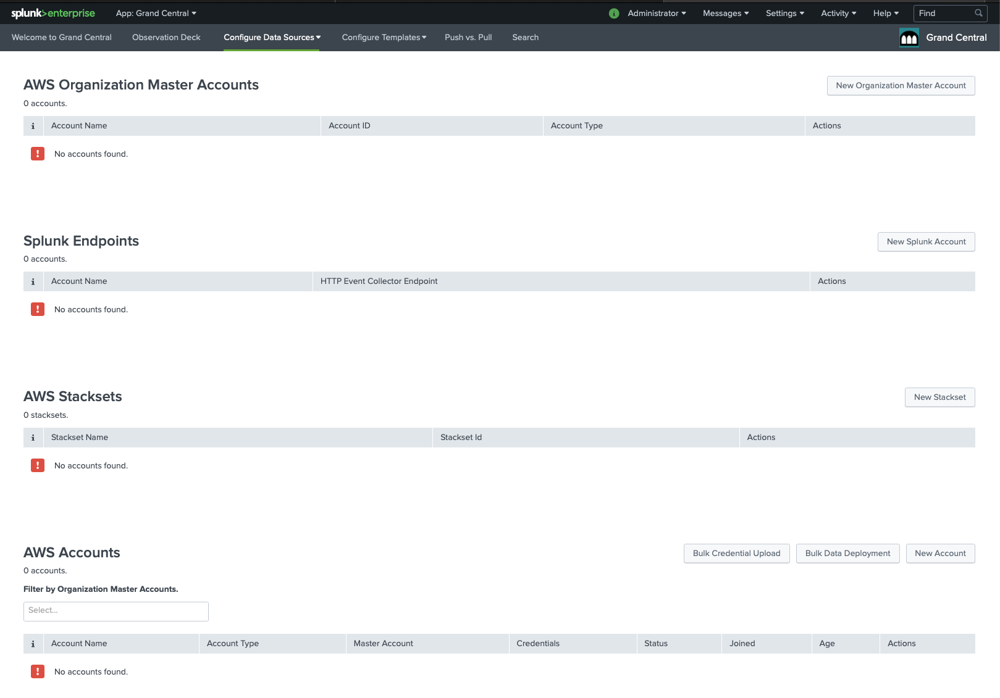 splunk>enterprise App: Grand Central Administrator Messages Settings Activity Help Find
Welcome to Grand Central Observation Deck Configure Data Sources Configure Templates Push vs. Pull Search Grand Central
AWS Organization Master Accounts New Organization Master Account
0 accounts.
i Account Name Account ID Account Type Actions
! No accounts found.
Splunk Endpoints New Splunk Account
0 accounts.
i Account Name HTTP Event Collector Endpoint Actions
! No accounts found.
AWS Stacksets New Stackset
0 stacksets.
i Stackset Name Stackset Id Actions
! No accounts found.
AWS Accounts Bulk Credential Upload Bulk Data Deployment New Account
0 accounts.
Filter by Organization Master Accounts.
Select...
i Account Name Account Type Master Account Credentials Status Joined Age Actions
! No accounts found.